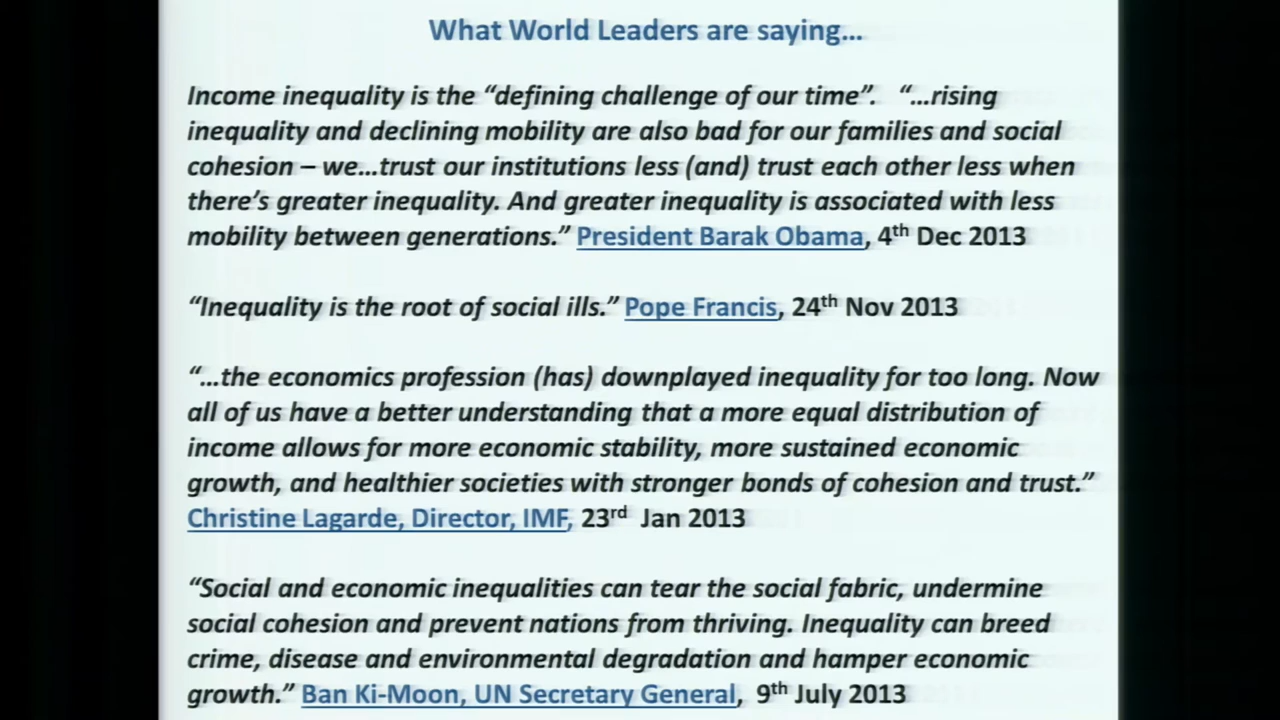 What World Leaders are saying...
Income inequality is the “defining challenge of our time”. “...rising
inequality and declining mobility are also bad for our families and social
cohesion – we...trust our institutions less (and) trust each other less when
there’s greater inequality. And greater inequality is associated with less
mobility between generations.” President Barak Obama, 4th Dec 2013
“Inequality is the root of social ills.” Pope Francis, 24th Nov 2013
“...the economics profession (has) downplayed inequality for too long. Now
all of us have a better understanding that a more equal distribution of
income allows for more economic stability, more sustained economic
growth, and healthier societies with stronger bonds of cohesion and trust.”
Christine Lagarde, Director, IMF, 23rd Jan 2013
“Social and economic inequalities can tear the social fabric, undermine
social cohesion and prevent nations from thriving. Inequality can breed
crime, disease and environmental degradation and hamper economic
growth.” Ban Ki-Moon, UN Secretary General, 9th July 2013